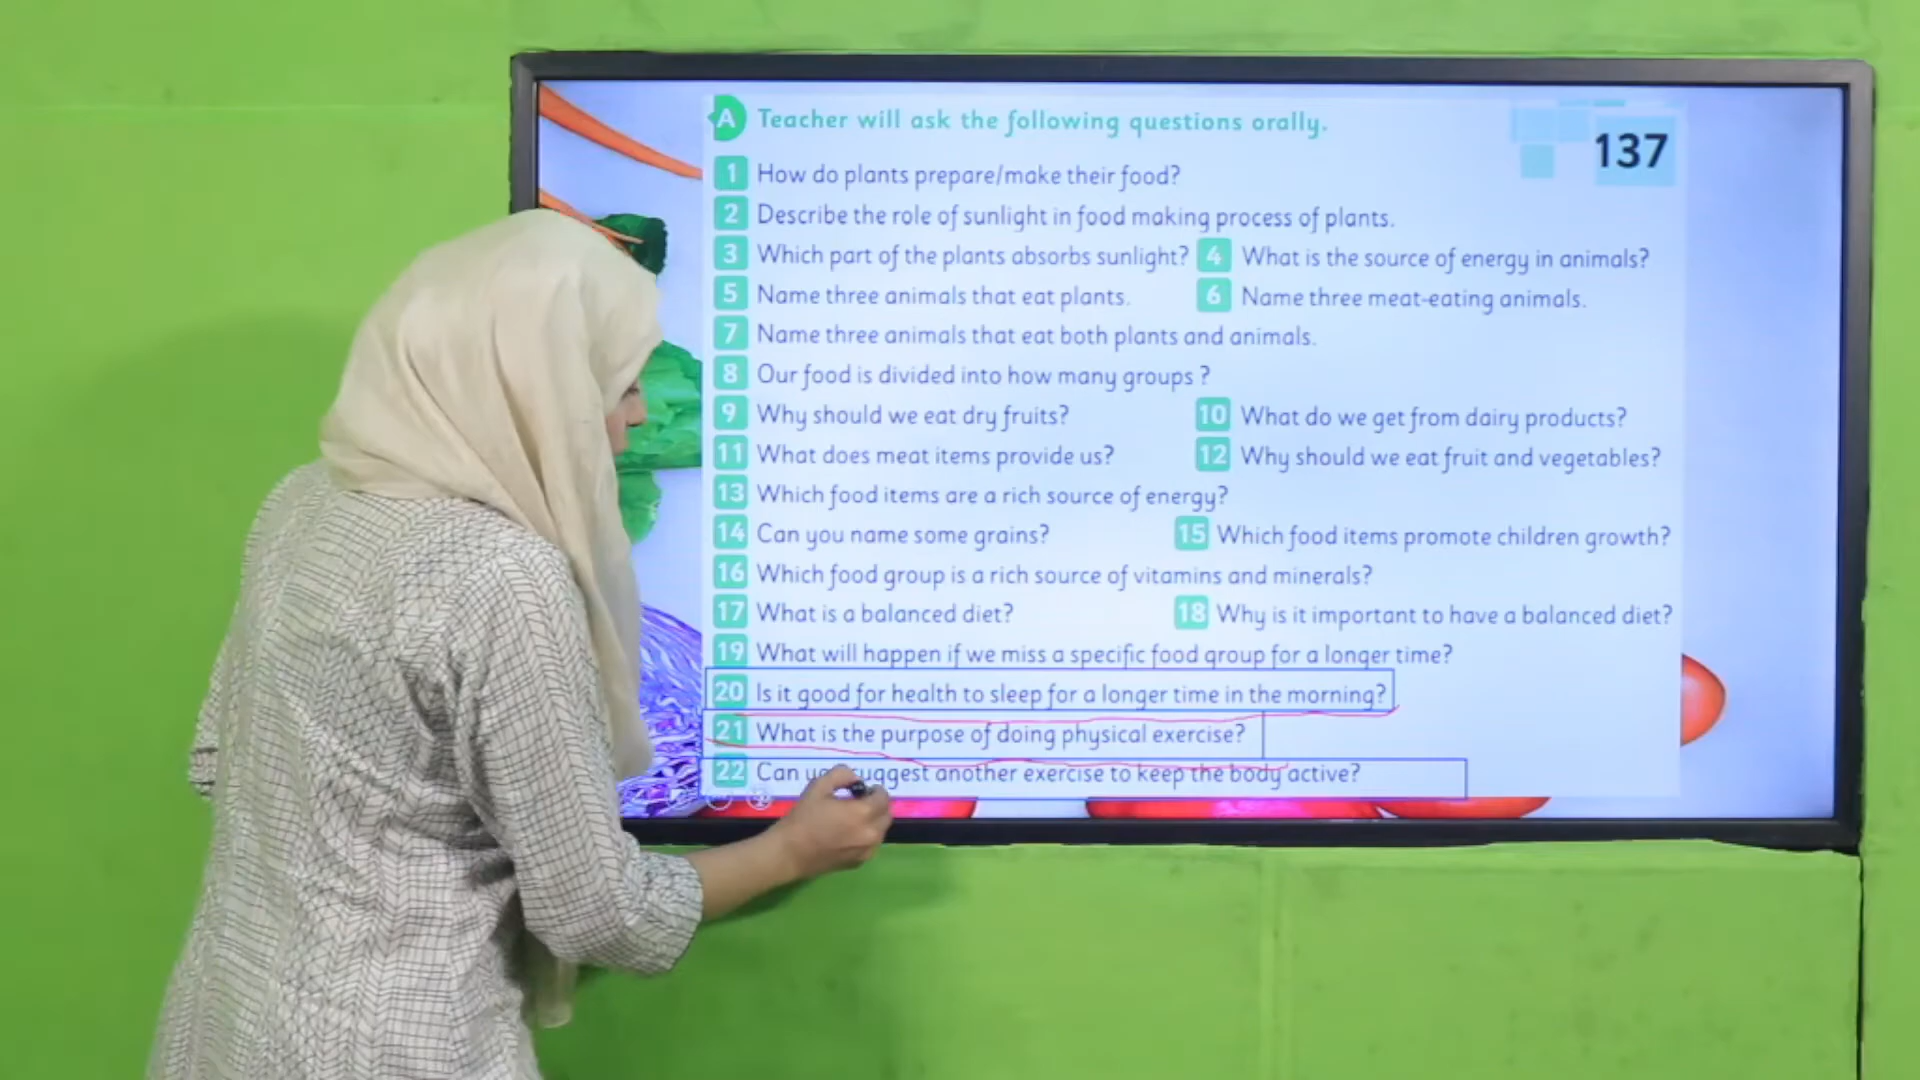 A Teacher will ask the following questions orally.
137
1 How do plants prepare/make their food?
2 Describe the role of sunlight in food making process of plants.
3 Which part of the plants absorbs sunlight? 4 What is the source of energy in animals?
5 Name three animals that eat plants. 6 Name three meat-eating animals.
7 Name three animals that eat both plants and animals.
8 Our food is divided into how many groups ?
9 Why should we eat dry fruits? 10 What do we get from dairy products?
11 What does meat items provide us? 12 Why should we eat fruit and vegetables?
13 Which food items are a rich source of energy?
14 Can you name some grains? 15 Which food items promote children growth?
16 Which food group is a rich source of vitamins and minerals?
17 What is a balanced diet? 18 Why is it important to have a balanced diet?
19 What will happen if we miss a specific food group for a longer time?
20 Is it good for health to sleep for a longer time in the morning?
21 What is the purpose of doing physical exercise?
22 Can you suggest another exercise to keep the body active?